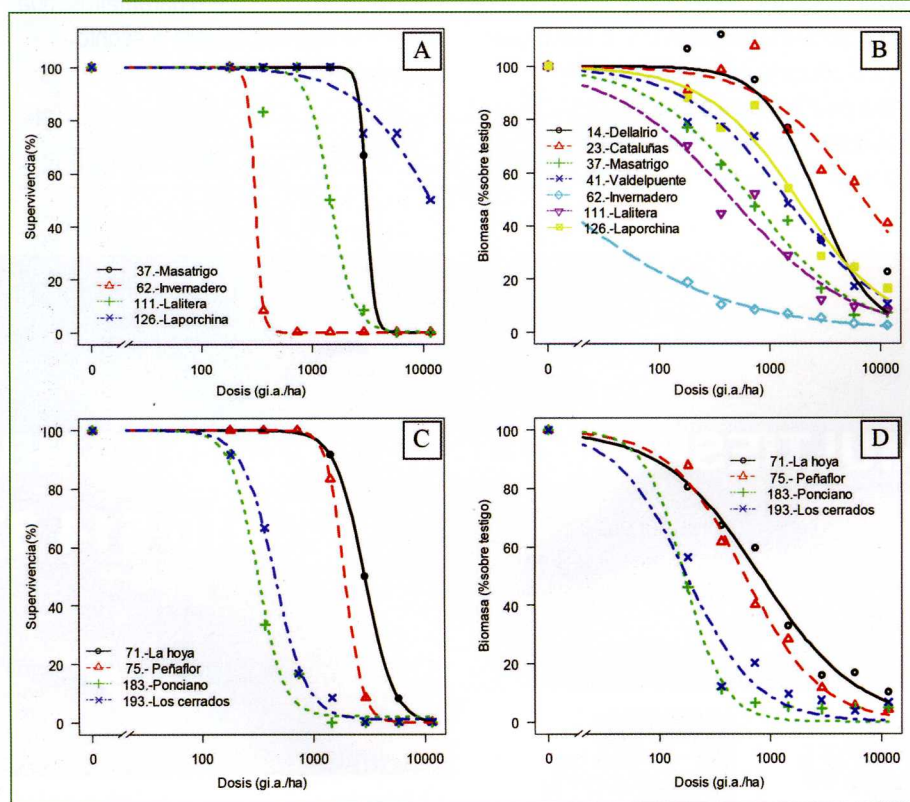 A
Supervivencia(%)
100
80
60
40
20
0
37.-Masatrigo
62.-Invernadero
111.-Lalitera
126.-Laporchina
0
100
1000
10000
Dosis (gi.a./ha)
B
Biomasa (%sobre testigo)
100
80
60
40
20
0
14.-Dellalrio
23.-Cataluñas
37.-Masatrigo
41.-Valdelpuente
62.-Invernadero
111.-Lalitera
126.-Laporchina
0
100
1000
10000
Dosis (gi.a./ha)
C
Supervivencia(%)
100
80
60
40
20
0
71.-La hoya
75.- Peñaflor
183.-Ponciano
193.-Los cerrados
0
100
1000
10000
Dosis (gi.a./ha)
D
Biomasa (%sobre testigo)
100
80
60
40
20
0
71.-La hoya
75.-Peñaflor
183.-Ponciano
193.-Los cerrados
0
100
1000
10000
Dosis (gi.a./ha)